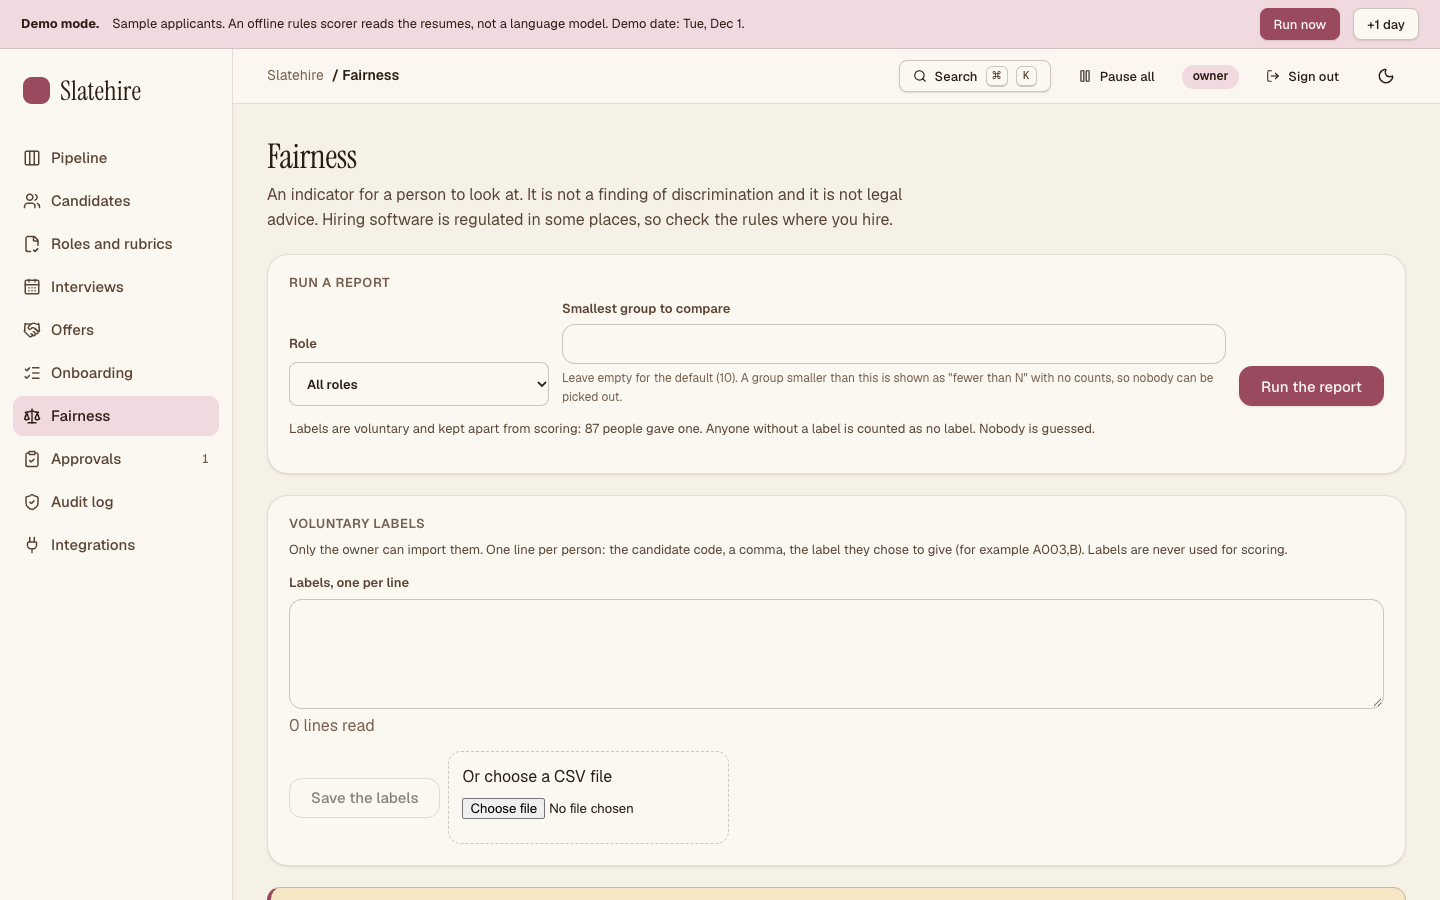 Demo mode. Sample applicants. An offline rules scorer reads the resumes, not a language model. Demo date: Tue, Dec 1.
Run now
+1 day
Slatehire
Slatehire / Fairness
Search ⌘ K
Pause all
owner
Sign out
Pipeline
Candidates
Roles and rubrics
Interviews
Offers
Onboarding
Fairness
Approvals 1
Audit log
Integrations
Fairness
An indicator for a person to look at. It is not a finding of discrimination and it is not legal
advice. Hiring software is regulated in some places, so check the rules where you hire.
RUN A REPORT
Role
All roles
Smallest group to compare
Leave empty for the default (10). A group smaller than this is shown as "fewer than N" with no counts, so nobody can be
picked out.
Run the report
Labels are voluntary and kept apart from scoring: 87 people gave one. Anyone without a label is counted as no label. Nobody is guessed.
VOLUNTARY LABELS
Only the owner can import them. One line per person: the candidate code, a comma, the label they chose to give (for example A003,B). Labels are never used for scoring.
Labels, one per line
0 lines read
Save the labels
Or choose a CSV file
Choose file No file chosen